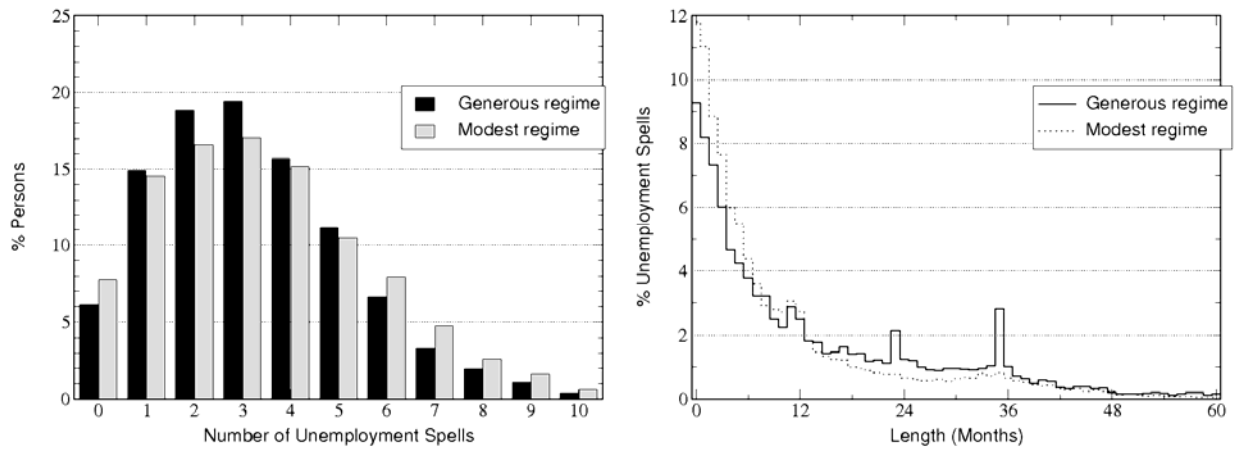 25
20
15
10
5
0
% Persons
Generous regime
Modest regime
0 1 2 3 4 5 6 7 8 9 10
Number of Unemployment Spells
12
10
8
6
4
2
0
% Unemployment Spells
Generous regime
Modest regime
0 12 24 36 48 60
Length (Months)